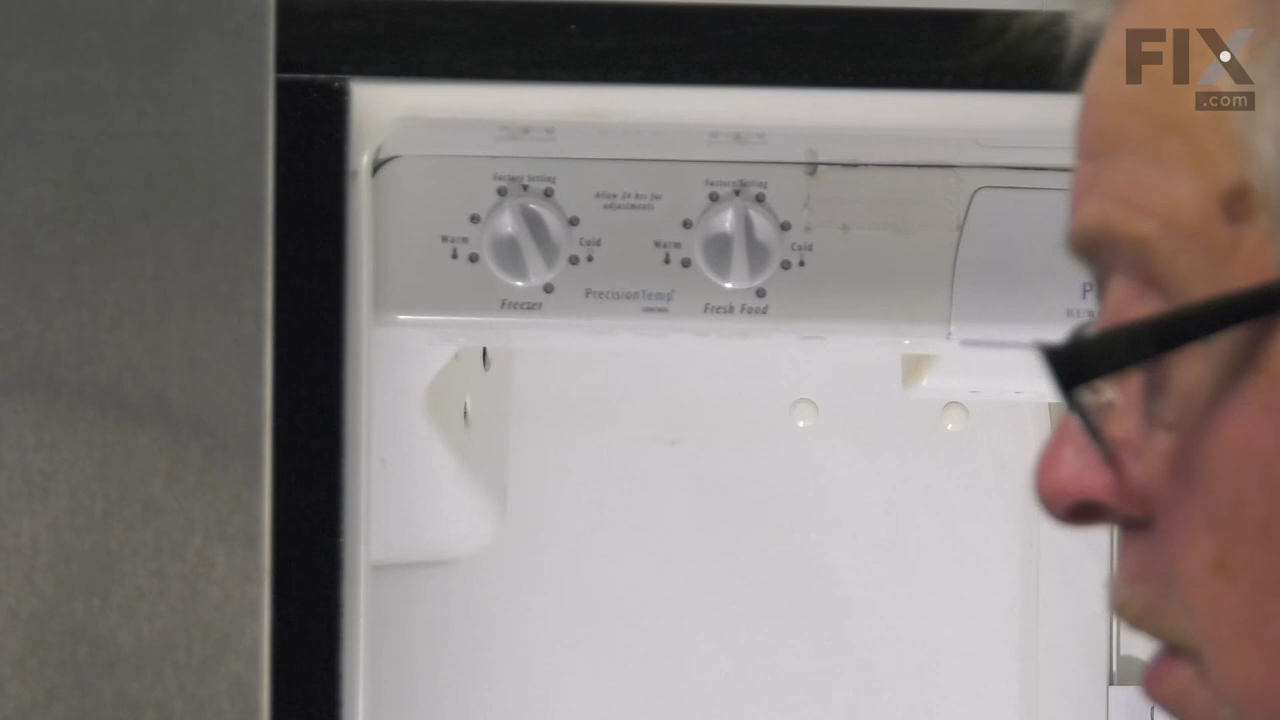 FIX
.com
Factory Setting
Allow 24 hrs for
adjustments
Factory Setting
Warm
Cold
Warm
Cold
Freezer
PrecisionTemp
CONTROL
Fresh Food